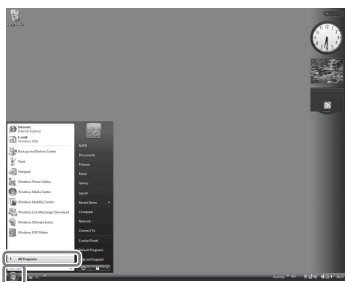 Internet
Internet Explorer
E-mail
Windows Mail
Backup and Restore Center
Paint
Notepad
Windows Photo Gallery
Windows Media Center
Windows Mobility Center
Windows Live Messenger Download
Windows Ultimate Extras
Windows DVD Maker
All Programs
Documents
Pictures
Music
Games
Search
Recent Items
Computer
Network
Connect To
Control Panel
Default Programs
Help and Support